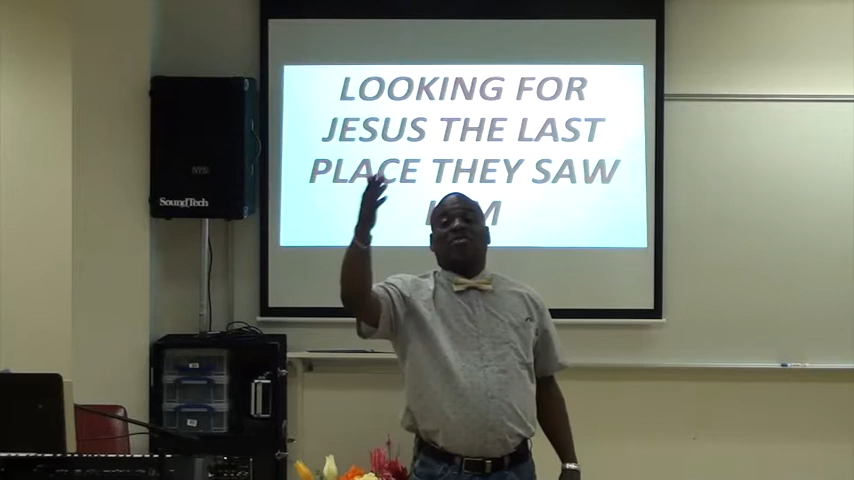 LOOKING FOR
JESUS THE LAST
PLACE THEY SAW
SOUNDTECH